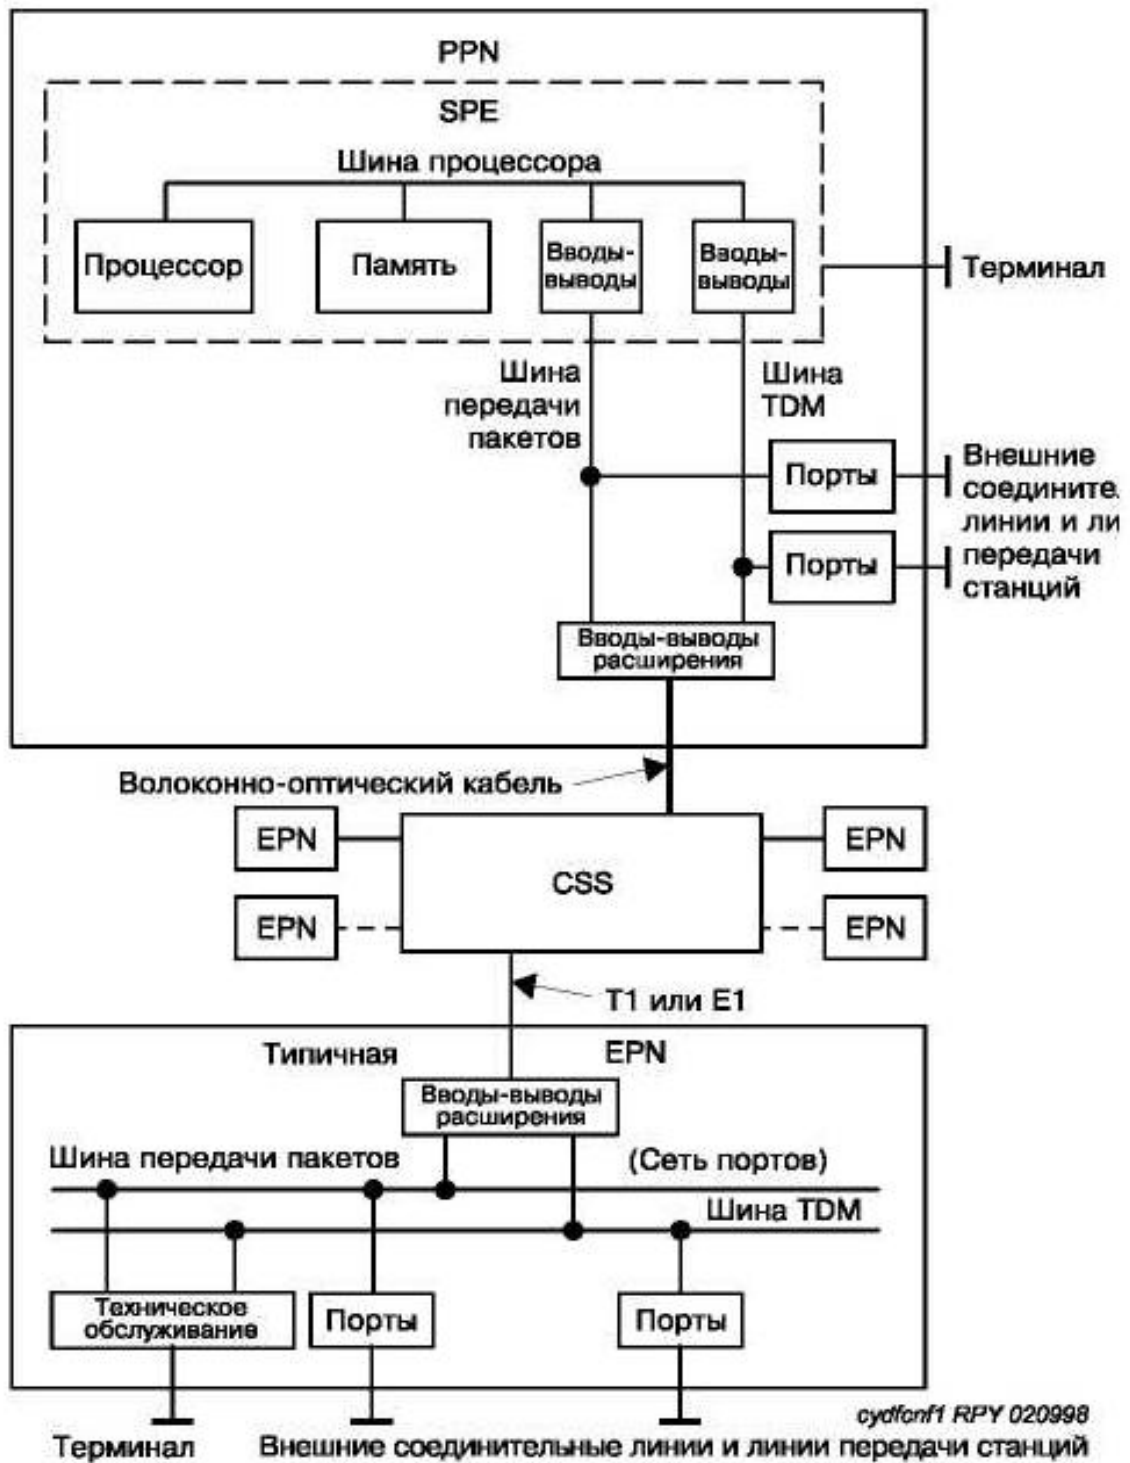 PPN
SPE
Шина процессора
Процессор
Память
Вводы-
выводы
Вводы-
выводы
Терминал
Шина
передачи
пакетов
Шина
TDM
Порты
Порты
Внешние
соедините
линии и ли
передачи
станций
Вводы-выводы
расширения
Волоконно-оптический кабель
EPN
EPN
CSS
EPN
EPN
T1 или E1
Типичная EPN
Вводы-выводы
расширения
Шина передачи пакетов
(Сеть портов)
Шина TDM
Техническое
обслуживание
Порты
Порты
cydfcnf1 RPY 020998
Терминал
Внешние соединительные линии и линии передачи станций